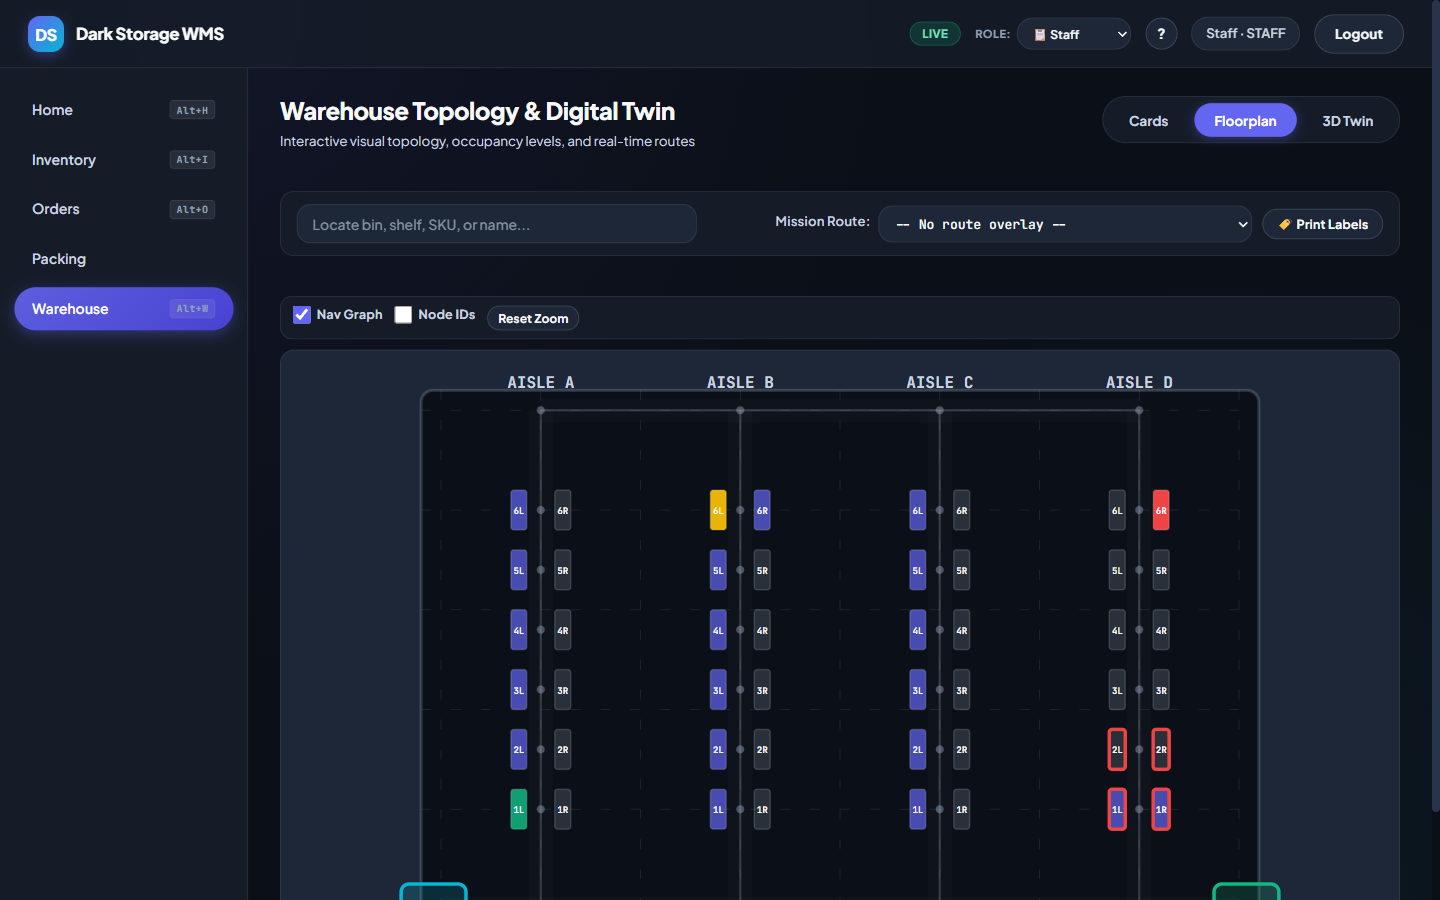 DS Dark Storage WMS
LIVE ROLE: Staff ? Staff · STAFF Logout
Home Alt+H
Inventory Alt+I
Orders Alt+O
Packing
Warehouse Alt+W
Warehouse Topology & Digital Twin
Interactive visual topology, occupancy levels, and real-time routes
Cards Floorplan 3D Twin
Locate bin, shelf, SKU, or name...
Mission Route: -- No route overlay -- Print Labels
Nav Graph Node IDs Reset Zoom
AISLE A AISLE B AISLE C AISLE D
6L 6R 6L 6R 6L 6R 6L 6R
5L 5R 5L 5R 5L 5R 5L 5R
4L 4R 4L 4R 4L 4R 4L 4R
3L 3R 3L 3R 3L 3R 3L 3R
2L 2R 2L 2R 2L 2R 2L 2R
1L 1R 1L 1R 1L 1R 1L 1R